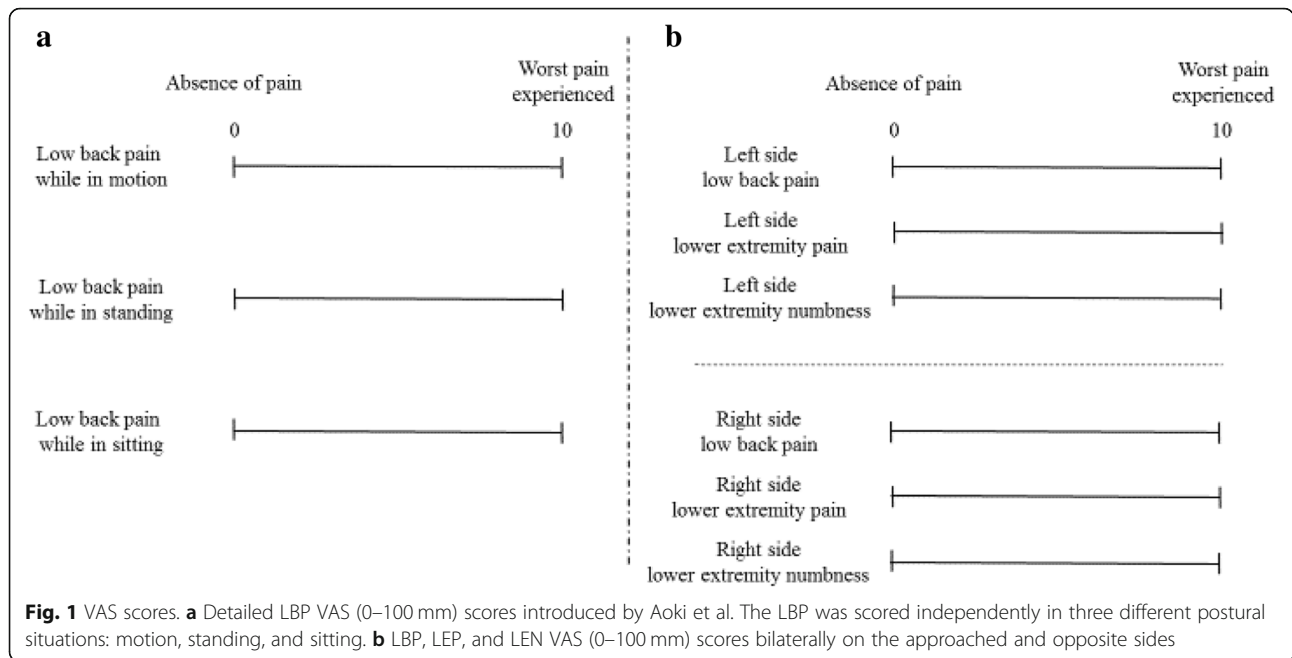 a
Absence of pain
Worst pain
experienced
0
10
Low back pain
while in motion
Low back pain
while in standing
Low back pain
while in sitting
b
Absence of pain
Worst pain
experienced
0
10
Left side
low back pain
Left side
lower extremity pain
Left side
lower extremity numbness
Right side
low back pain
Right side
lower extremity pain
Right side
lower extremity numbness
Fig. 1 VAS scores. a Detailed LBP VAS (0–100 mm) scores introduced by Aoki et al. The LBP was scored independently in three different postural
situations: motion, standing, and sitting. b LBP, LEP, and LEN VAS (0–100 mm) scores bilaterally on the approached and opposite sides